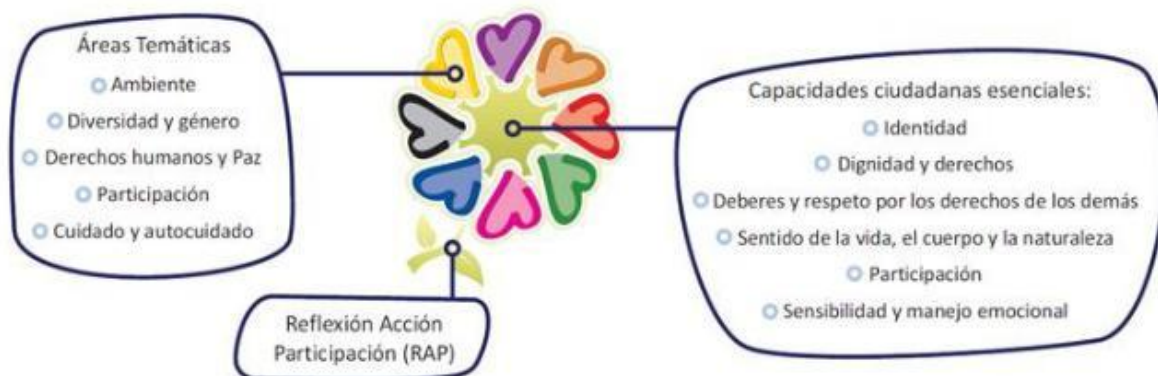 Áreas Temáticas
Ambiente
Diversidad y género
Derechos humanos y Paz
Participación
Cuidado y autocuidado
Reflexión Acción
Participación (RAP)
Capacidades ciudadanas esenciales:
Identidad
Dignidad y derechos
Deberes y respeto por los derechos de los demás
Sentido de la vida, el cuerpo y la naturaleza
Participación
Sensibilidad y manejo emocional